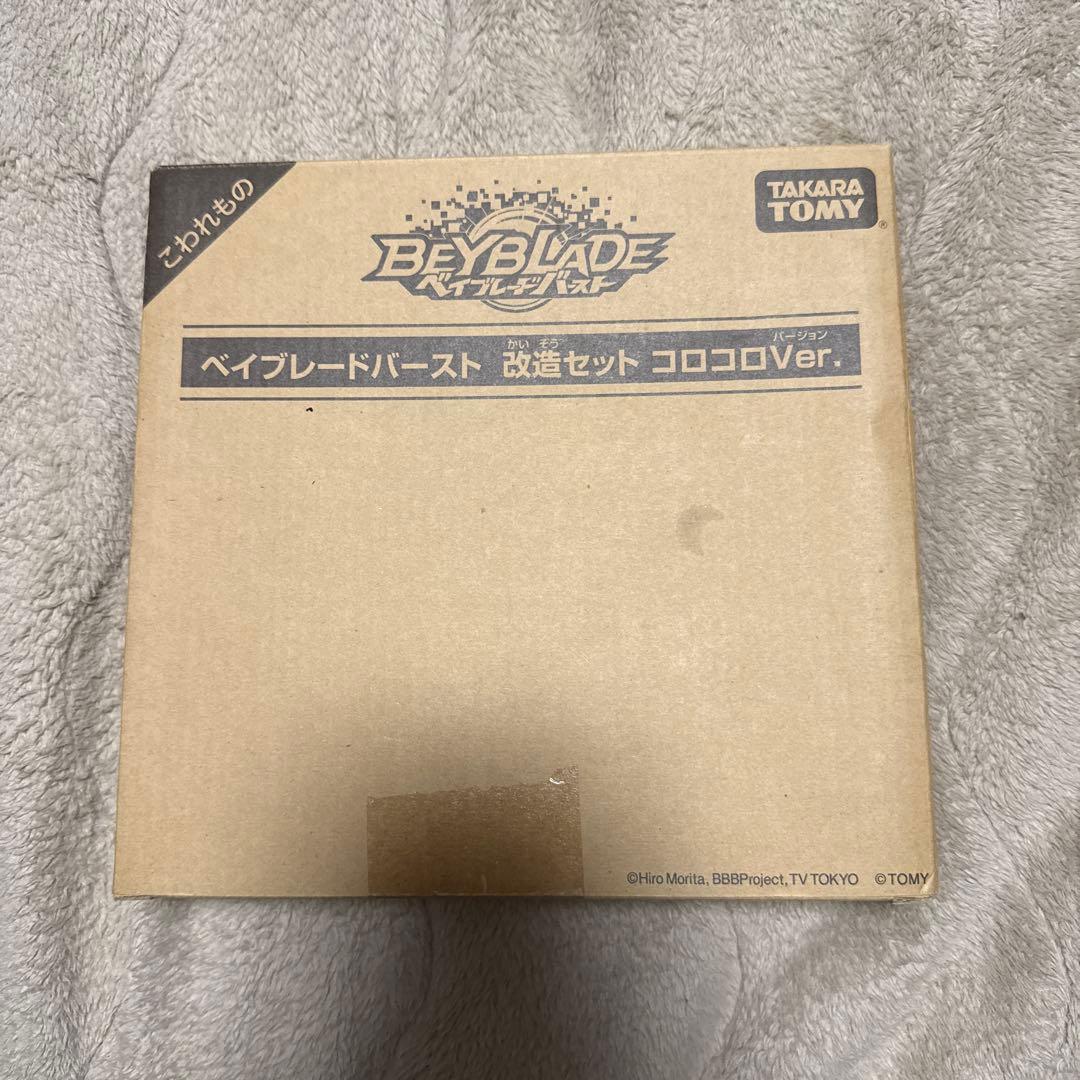 こわれもの
TAKARA
TOMY
®
BEYBLADE
ベイブレードバースト
かい ぞう バージョン
ベイブレードバースト 改造セット コロコロVer.
©Hiro Morita, BBBProject, TV TOKYO ©TOMY